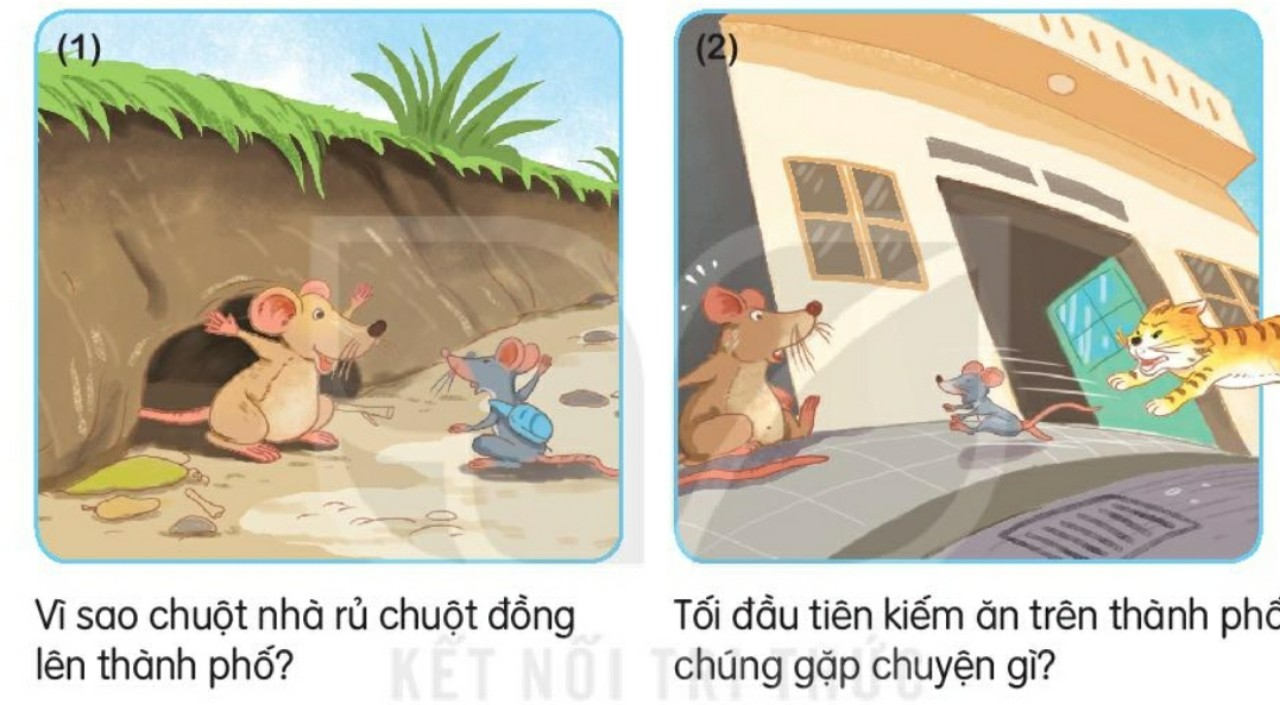 (1)
(2)
Vì sao chuột nhà rủ chuột đồng
lên thành phố?
Tối đầu tiên kiếm ăn trên thành phố
chúng gặp chuyện gì?
KẾT NỐI TRI THỨC